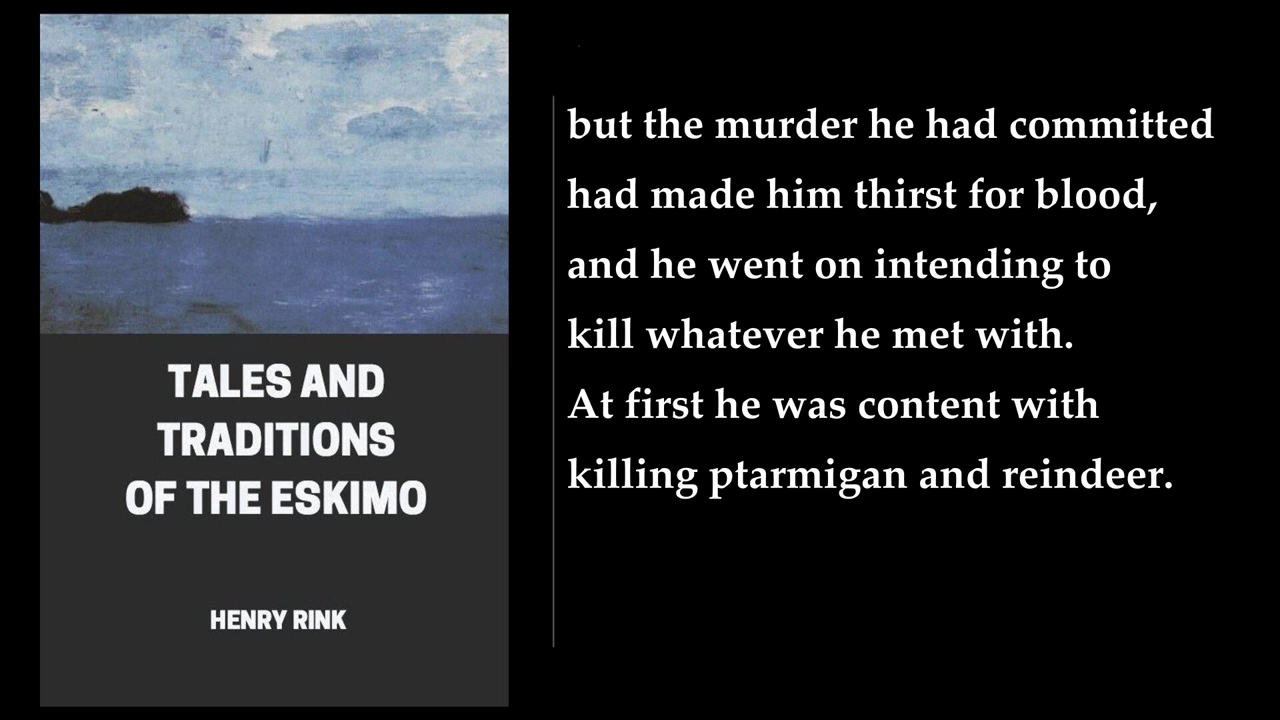 TALES AND
TRADITIONS
OF THE ESKIMO
HENRY RINK
but the murder he had committed
had made him thirst for blood,
and he went on intending to
kill whatever he met with.
At first he was content with
killing ptarmigan and reindeer.